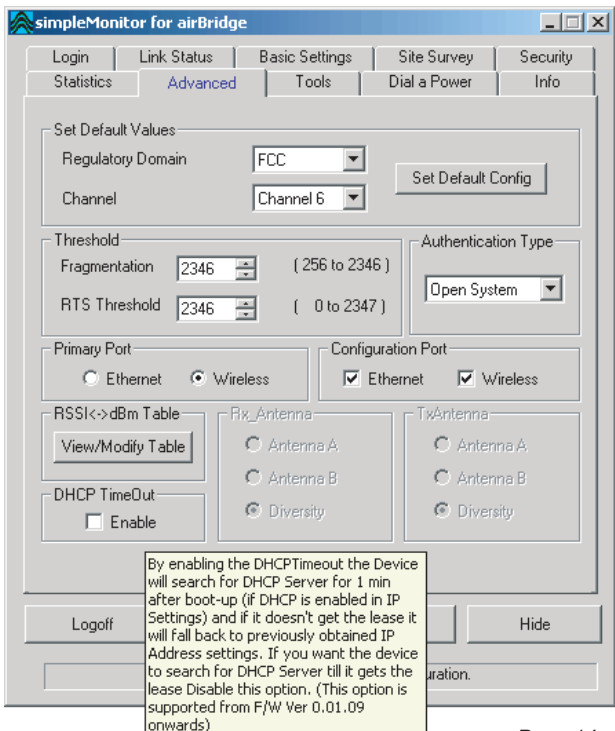 simpleMonitor for airBridge
Login Link Status Basic Settings Site Survey Security
Statistics Advanced Tools Dial a Power Info
Set Default Values
Regulatory Domain FCC
Set Default Config
Channel Channel 6
Threshold
Fragmentation 2346 ( 256 to 2346 )
RTS Threshold 2346 ( 0 to 2347 )
Authentication Type
Open System
Primary Port
Ethernet Wireless
Configuration Port
Ethernet Wireless
RSSI<->dBm Table
View/Modify Table
Rx_Antenna
Antenna A
Antenna B
Diversity
TxAntenna
Antenna A
Antenna B
Diversity
DHCP TimeOut
Enable
By enabling the DHCPTimeout the Device
will search for DHCP Server for 1 min
after boot-up (if DHCP is enabled in IP
Settings) and if it doesn't get the lease it
will fall back to previously obtained IP
Address settings. If you want the device
to search for DHCP Server till it gets the
lease Disable this option. (This option is
supported from F/W Ver 0.01.09
onwards)
Logoff Hide
uration.